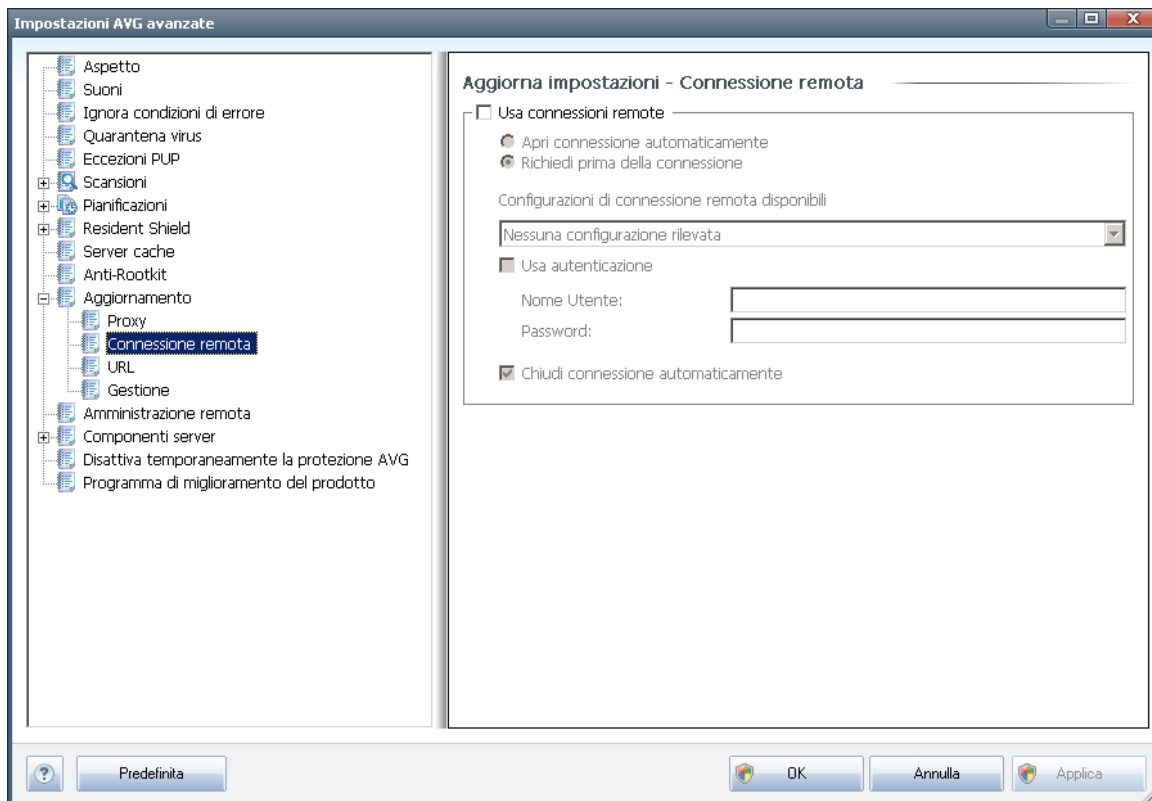 Impostazioni AVG avanzate
Aspetto
Suoni
Ignora condizioni di errore
Quarantena virus
Eccezioni PUP
Scansioni
Pianificazioni
Resident Shield
Server cache
Anti-Rootkit
Aggiornamento
Proxy
Connessione remota
URL
Gestione
Amministrazione remota
Componenti server
Disattiva temporaneamente la protezione AVG
Programma di miglioramento del prodotto
Aggiorna impostazioni - Connessione remota
Usa connessioni remote
Apri connessione automaticamente
Richiedi prima della connessione
Configurazioni di connessione remota disponibili
Nessuna configurazione rilevata
Usa autenticazione
Nome Utente:
Password:
Chiudi connessione automaticamente
? Predefinita OK Annulla Applica